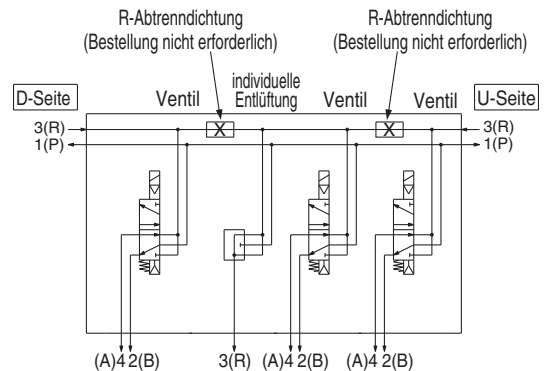 R-Abtrenndichtung
(Bestellung nicht erforderlich)
R-Abtrenndichtung
(Bestellung nicht erforderlich)
D-Seite
Ventil
individuelle
Entlüftung
Ventil
Ventil
U-Seite
3(R)
X
X
3(R)
1(P)
1(P)
(A)4 2(B)
3(R)
(A)4 2(B)
(A)4 2(B)